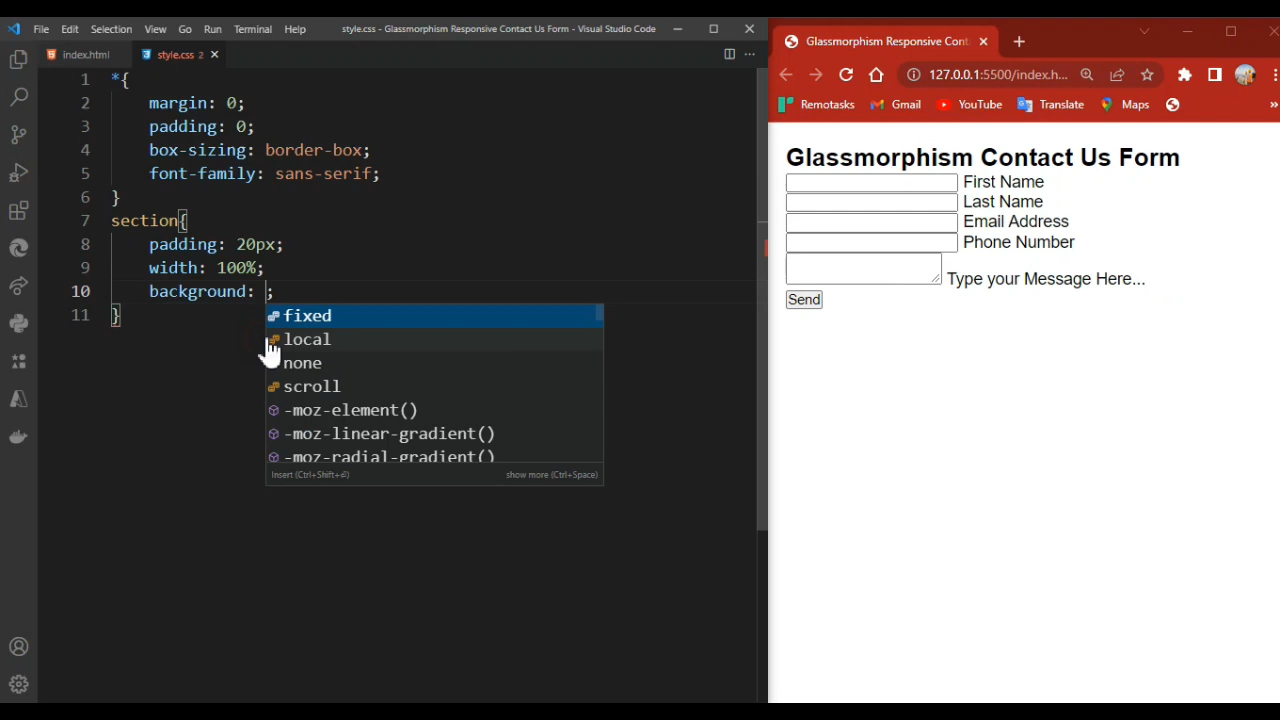 File Edit Selection View Go Run Terminal Help style.css - Glassmorphism Responsive Contact Us Form - Visual Studio Code
index.html style.css 2
1 *{
2 margin: 0;
3 padding: 0;
4 box-sizing: border-box;
5 font-family: sans-serif;
6 }
7 section{
8 padding: 20px;
9 width: 100%;
10 background: ;
11 }
fixed
local
none
scroll
-moz-element()
-moz-linear-gradient()
-moz-radial-gradient()
Insert (Ctrl+Shift+⏎) show more (Ctrl+Space)
Glassmorphism Responsive Cont
127.0.0.1:5500/index.h...
Remotasks Gmail YouTube Translate Maps »
Glassmorphism Contact Us Form
First Name
Last Name
Email Address
Phone Number
Type your Message Here...
Send